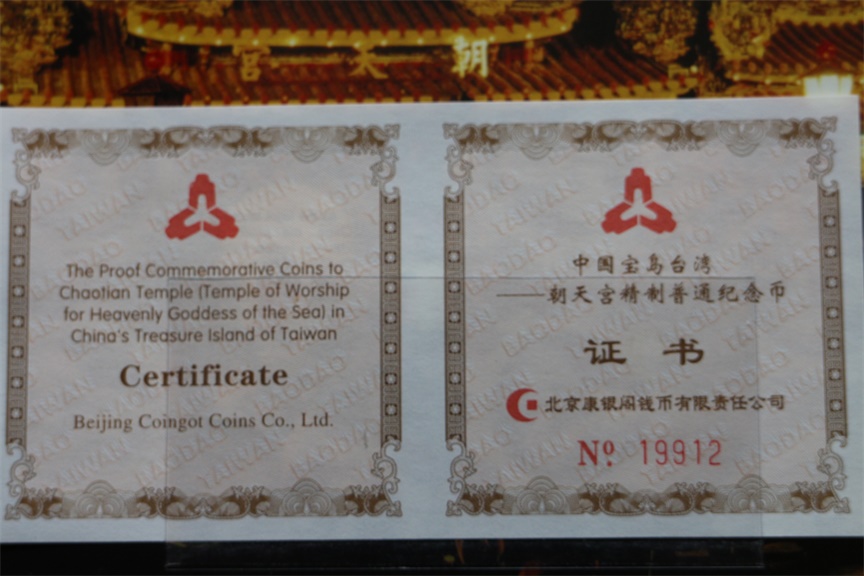 朝天宫
The Proof Commemorative Coins to
Chaotian Temple (Temple of Worship
for Heavenly Goddess of the Sea) in
China's Treasure Island of Taiwan
Certificate
Beijing Coingot Coins Co., Ltd.
中国宝岛台湾
——朝天宫精制普通纪念币
证书
北京康银阁钱币有限责任公司
Nº 19912
BAODAO
TAIWAN